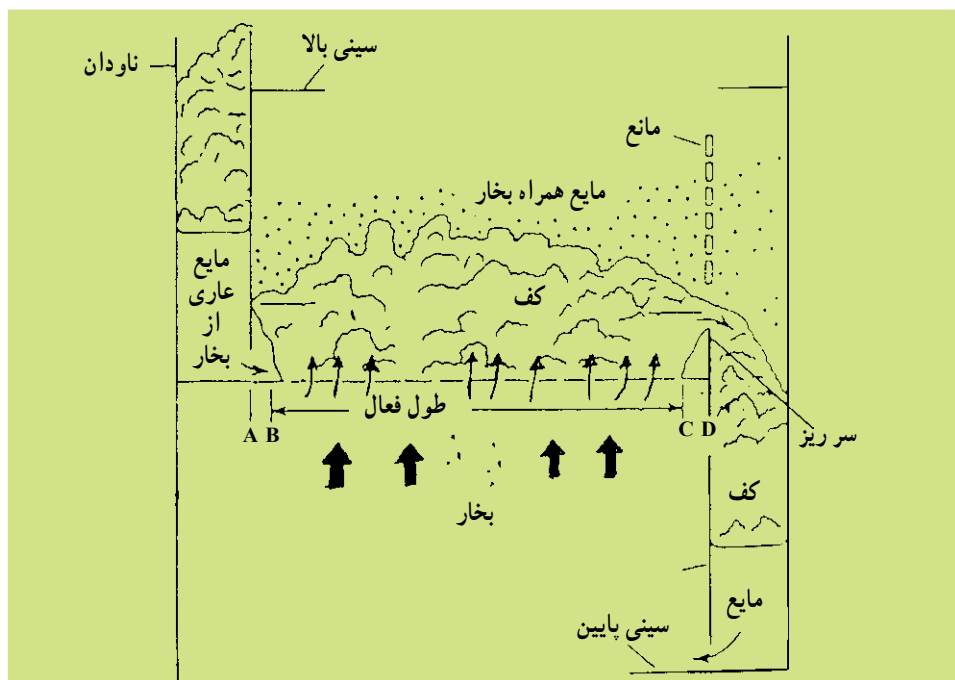 ناودان
سینی بالا
مانع
مایع همراه بخار
مایع
عاری
از
بخار
کف
طول فعال
A B
C D
سر ریز
بخار
کف
مایع
سینی پایین